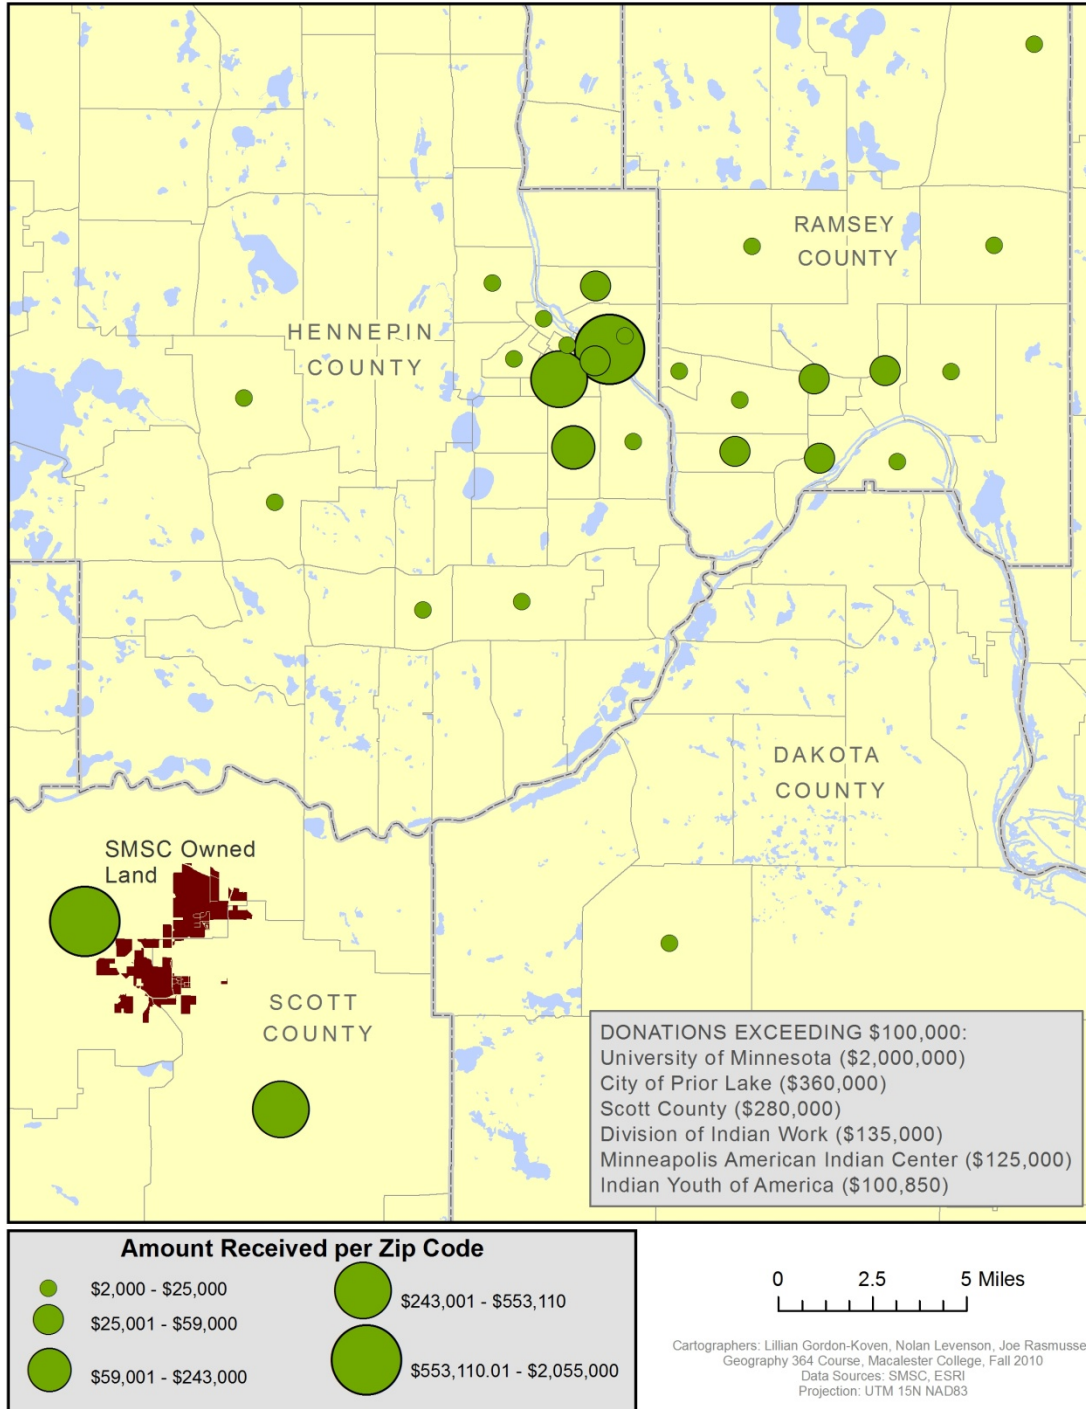 RAMSEY
COUNTY
HENNEPIN
COUNTY
DAKOTA
COUNTY
SMSC Owned
Land
SCOTT
COUNTY
DONATIONS EXCEEDING $100,000:
University of Minnesota ($2,000,000)
City of Prior Lake ($360,000)
Scott County ($280,000)
Division of Indian Work ($135,000)
Minneapolis American Indian Center ($125,000)
Indian Youth of America ($100,850)
Amount Received per Zip Code
$2,000 - $25,000
$25,001 - $59,000
$59,001 - $243,000
$243,001 - $553,110
$553,110.01 - $2,055,000
0 2.5 5 Miles
Cartographers: Lillian Gordon-Koven, Nolan Levenson, Joe Rasmusse
Geography 364 Course, Macalester College, Fall 2010
Data Sources: SMSC, ESRI
Projection: UTM 15N NAD83